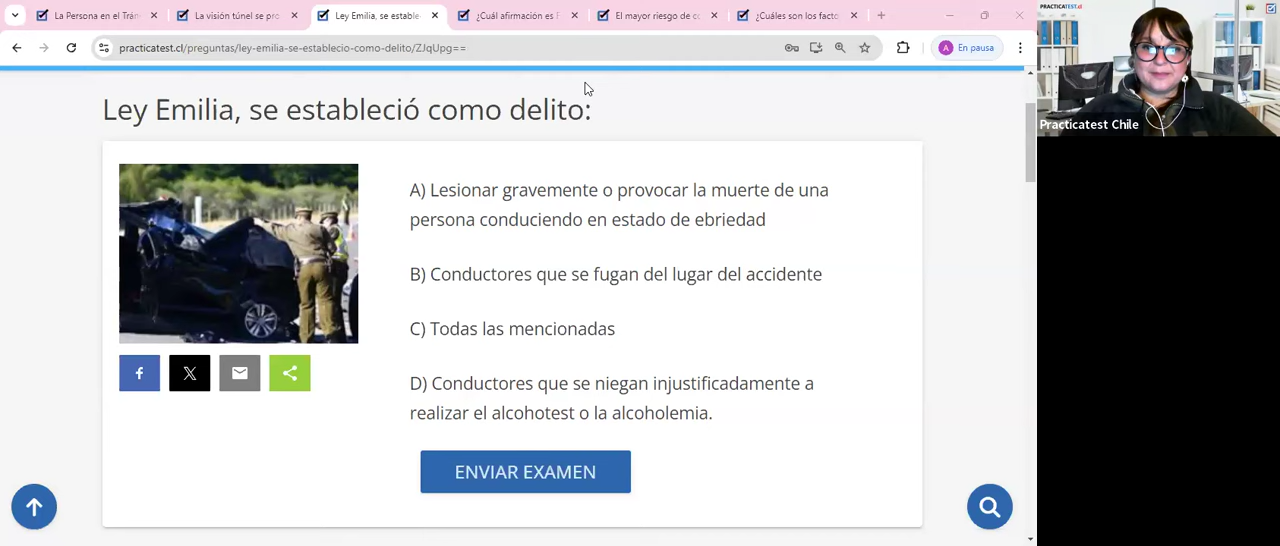 La Persona en el Trán
La visión túnel se pro
Ley Emilia, se estable
¿Cuál afirmación es F
El mayor riesgo de co
¿Cuáles son los facto
practicatest.cl/preguntas/ley-emilia-se-establecio-como-delito/ZJqUpg==
A
En pausa
PRACTICATEST.cl
Practicatest Chile
Ley Emilia, se estableció como delito:
A) Lesionar gravemente o provocar la muerte de una
persona conduciendo en estado de ebriedad
B) Conductores que se fugan del lugar del accidente
C) Todas las mencionadas
D) Conductores que se niegan injustificadamente a
realizar el alcohotest o la alcoholemia.
ENVIAR EXAMEN